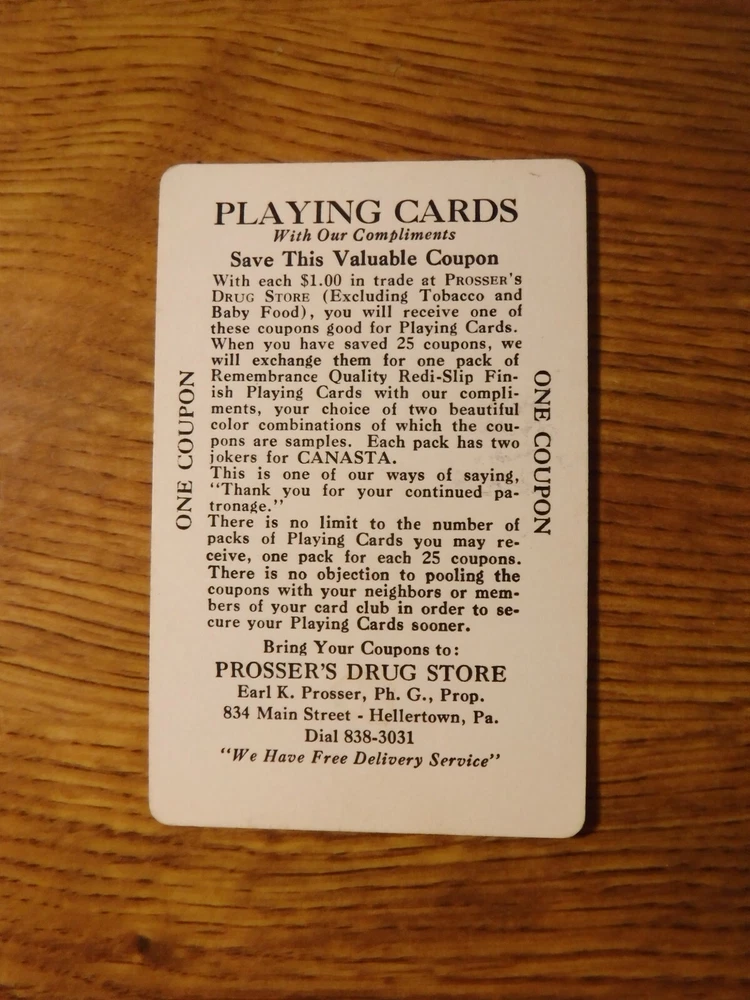 PLAYING CARDS
With Our Compliments
Save This Valuable Coupon
With each $1.00 in trade at PROSSER'S
DRUG STORE (Excluding Tobacco and
Baby Food), you will receive one of
these coupons good for Playing Cards.
When you have saved 25 coupons, we
will exchange them for one pack of
Remembrance Quality Redi-Slip Fin-
ish Playing Cards with our compli-
ments, your choice of two beautiful
color combinations of which the cou-
pons are samples. Each pack has two
jokers for CANASTA.
This is one of our ways of saying,
"Thank you for your continued pa-
tronage."
There is no limit to the number of
packs of Playing Cards you may re-
ceive, one pack for each 25 coupons.
There is no objection to pooling the
coupons with your neighbors or mem-
bers of your card club in order to se-
cure your Playing Cards sooner.
Bring Your Coupons to:
PROSSER'S DRUG STORE
Earl K. Prosser, Ph. G., Prop.
834 Main Street - Hellertown, Pa.
Dial 838-3031
"We Have Free Delivery Service"
ONE COUPON
ONE COUPON